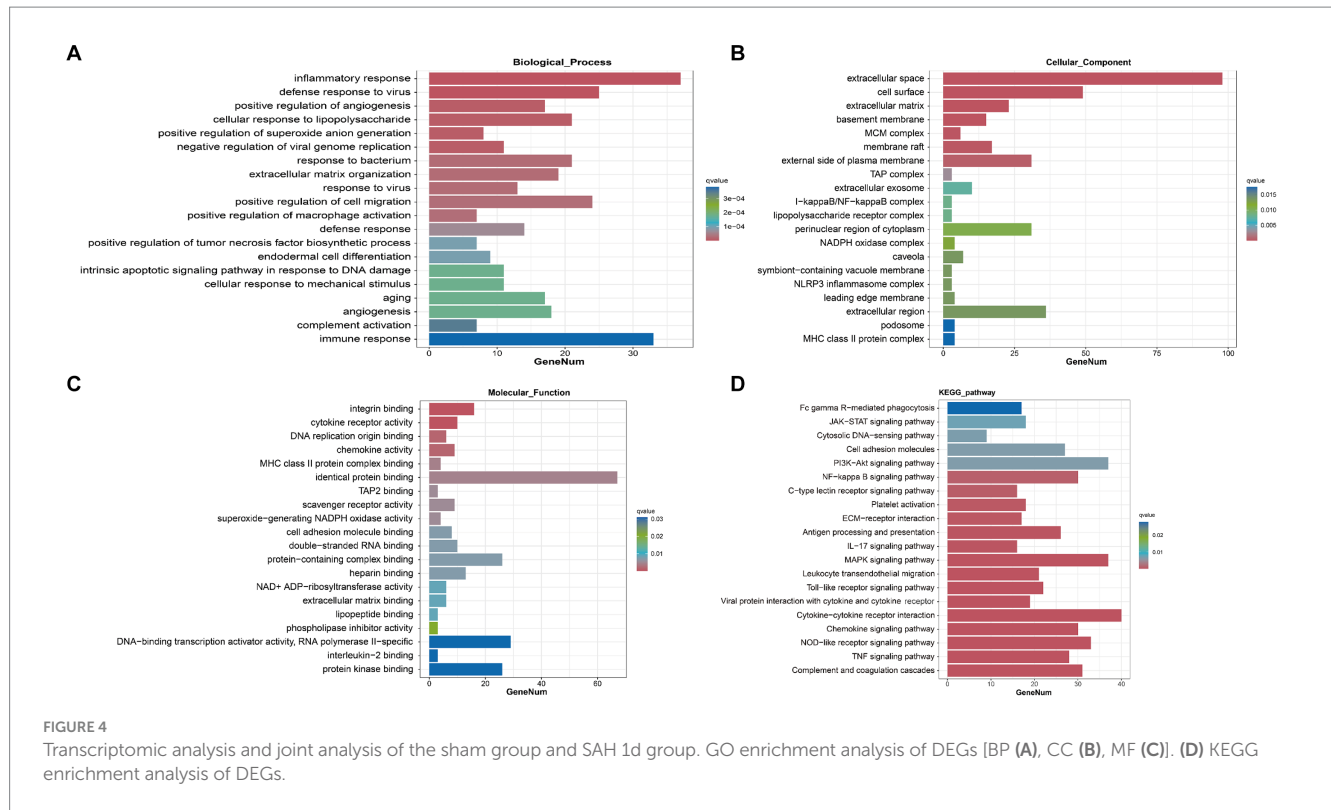 A
Biological_Process
inflammatory response
defense response to virus
positive regulation of angiogenesis
cellular response to lipopolysaccharide
positive regulation of superoxide anion generation
negative regulation of viral genome replication
response to bacterium
extracellular matrix organization
response to virus
positive regulation of cell migration
positive regulation of macrophage activation
defense response
positive regulation of tumor necrosis factor biosynthetic process
endodermal cell differentiation
intrinsic apoptotic signaling pathway in response to DNA damage
cellular response to mechanical stimulus
aging
angiogenesis
complement activation
immune response
0 10 20 30
GeneNum
qvalue
3e−04
2e−04
1e−04
B
Cellular_Component
extracellular space
cell surface
extracellular matrix
basement membrane
MCM complex
membrane raft
external side of plasma membrane
TAP complex
extracellular exosome
I−kappaB/NF−kappaB complex
lipopolysaccharide receptor complex
perinuclear region of cytoplasm
NADPH oxidase complex
caveola
symbiont−containing vacuole membrane
NLRP3 inflammasome complex
leading edge membrane
extracellular region
podosome
MHC class II protein complex
0 25 50 75 100
GeneNum
qvalue
0.015
0.010
0.005
C
Molecular_Function
integrin binding
cytokine receptor activity
DNA replication origin binding
chemokine activity
MHC class II protein complex binding
identical protein binding
TAP2 binding
scavenger receptor activity
superoxide−generating NADPH oxidase activity
cell adhesion molecule binding
double−stranded RNA binding
protein−containing complex binding
heparin binding
NAD+ ADP−ribosyltransferase activity
extracellular matrix binding
lipopeptide binding
phospholipase inhibitor activity
DNA−binding transcription activator activity, RNA polymerase II−specific
interleukin−2 binding
protein kinase binding
0 20 40 60
GeneNum
qvalue
0.03
0.02
0.01
D
KEGG_pathway
Fc gamma R−mediated phagocytosis
JAK−STAT signaling pathway
Cytosolic DNA−sensing pathway
Cell adhesion molecules
PI3K−Akt signaling pathway
NF−kappa B signaling pathway
C−type lectin receptor signaling pathway
Platelet activation
ECM−receptor interaction
Antigen processing and presentation
IL−17 signaling pathway
MAPK signaling pathway
Leukocyte transendothelial migration
Toll−like receptor signaling pathway
Viral protein interaction with cytokine and cytokine receptor
Cytokine−cytokine receptor interaction
Chemokine signaling pathway
NOD−like receptor signaling pathway
TNF signaling pathway
Complement and coagulation cascades
0 10 20 30 40
GeneNum
qvalue
0.02
0.01
FIGURE 4
Transcriptomic analysis and joint analysis of the sham group and SAH 1d group. GO enrichment analysis of DEGs [BP (A), CC (B), MF (C)]. (D) KEGG
enrichment analysis of DEGs.